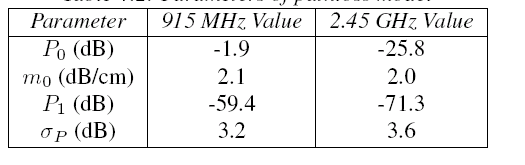 Table 4.2: Parameters of pathloss model
Parameter 915 MHz Value 2.45 GHz Value
P₀ (dB) -1.9 -25.8
m₀ (dB/cm) 2.1 2.0
P₁ (dB) -59.4 -71.3
σ_P (dB) 3.2 3.6